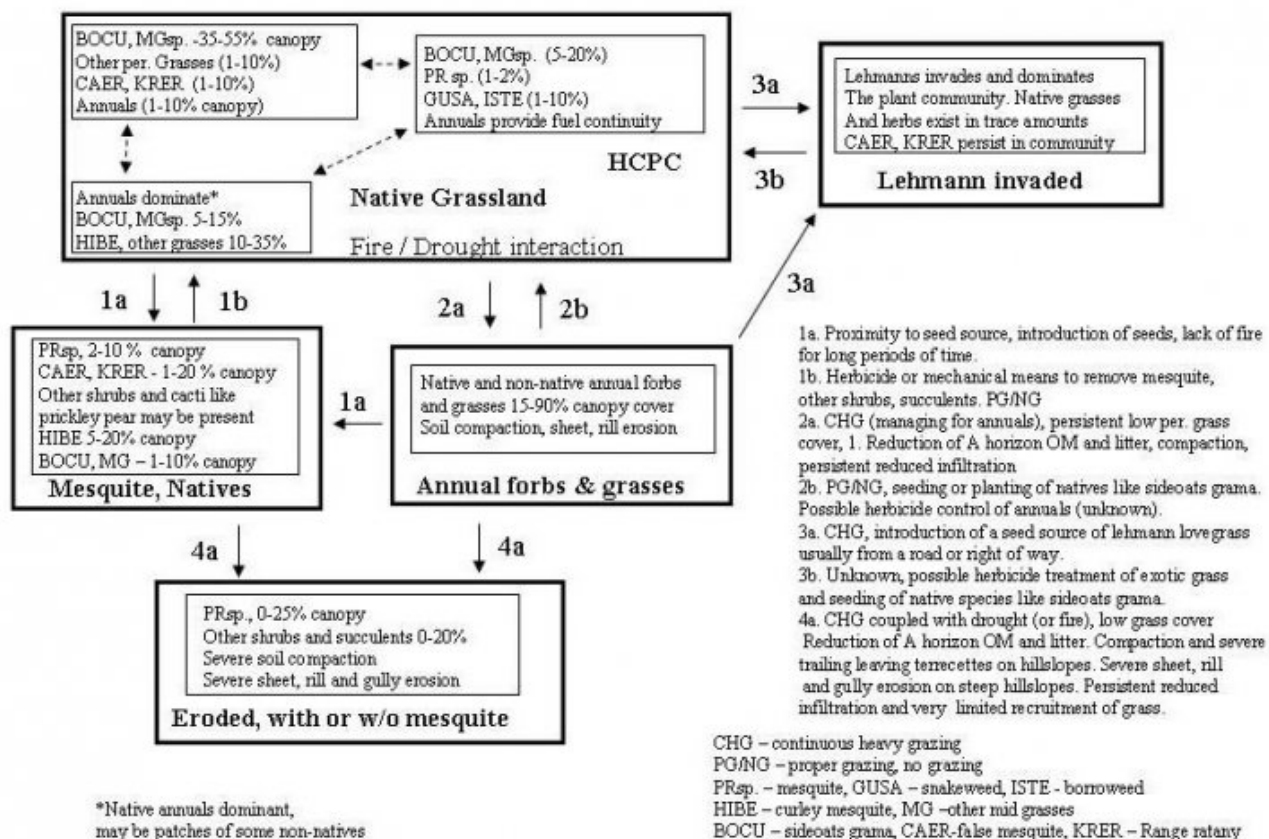 BOCU, MGsp. -35-55% canopy
Other per. Grasses (1-10%)
CAER, KRER (1-10%)
Annuals (1-10% canopy)
BOCU, MGsp. (5-20%)
PR sp. (1-2%)
GUSA, ISTE (1-10%)
Annuals provide fuel continuity
HCPC
Annuals dominate*
BOCU, MGsp. 5-15%
HIBE, other grasses 10-35%
Native Grassland
Fire / Drought interaction
3a
3b
Lehmanns invades and dominates
The plant community. Native grasses
And herbs exist in trace amounts
CAER, KRER persist in community
Lehmann invaded
1a
1b
2a
2b
3a
PRsp, 2-10 % canopy
CAER, KRER - 1-20 % canopy
Other shrubs and cacti like
prickley pear may be present
HIBE 5-20% canopy
BOCU, MG – 1-10% canopy
Mesquite, Natives
1a
Native and non-native annual forbs
and grasses 15-90% canopy cover
Soil compaction, sheet, rill erosion
Annual forbs & grasses
4a
4a
PRsp., 0-25% canopy
Other shrubs and succulents 0-20%
Severe soil compaction
Severe sheet, rill and gully erosion
Eroded, with or w/o mesquite
1a. Proximity to seed source, introduction of seeds, lack of fire
for long periods of time.
1b. Herbicide or mechanical means to remove mesquite,
other shrubs, succulents. PG/NG
2a. CHG (managing for annuals), persistent low per. grass
cover, 1. Reduction of A horizon OM and litter, compaction,
persistent reduced infiltration
2b. PG/NG, seeding or planting of natives like sideoats grama.
Possible herbicide control of annuals (unknown).
3a. CHG, introduction of a seed source of lehmann lovegrass
usually from a road or right of way.
3b. Unknown, possible herbicide treatment of exotic grass
and seeding of native species like sideoats grama.
4a. CHG coupled with drought (or fire), low grass cover
Reduction of A horizon OM and litter. Compaction and severe
trailing leaving terrecettes on hillslopes. Severe sheet, rill
and gully erosion on steep hillslopes. Persistent reduced
infiltration and very limited recruitment of grass.
CHG – continuous heavy grazing
PG/NG – proper grazing, no grazing
PRsp. – mesquite, GUSA – snakeweed, ISTE - borroweed
HIBE – curley mesquite, MG –other mid grasses
BOCU – sideoats grama, CAER-false mesquite, KRER – Range ratany
*Native annuals dominant,
may be patches of some non-natives